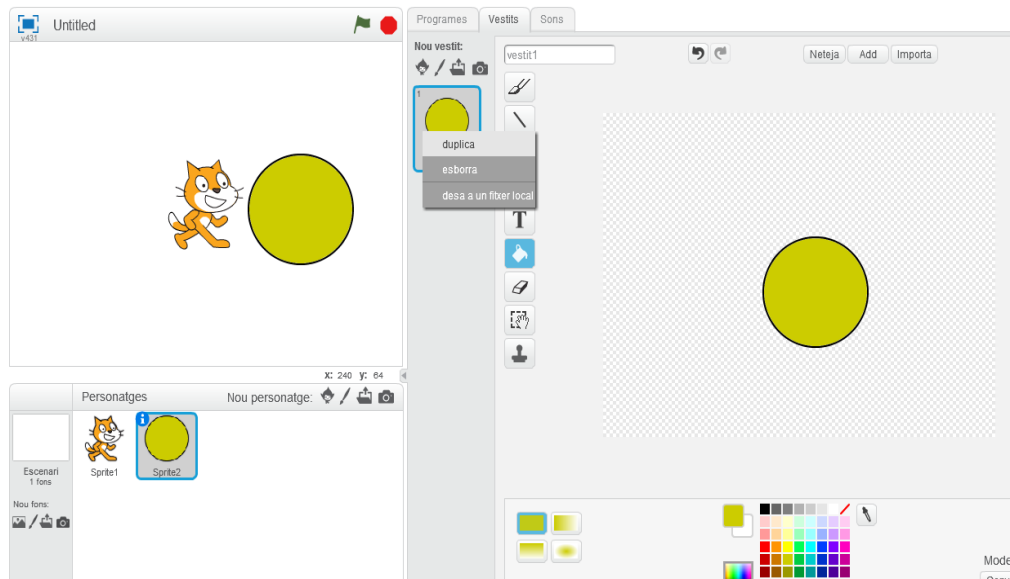 Untitled
v431
Programes
Vestits
Sons
Nou vestit:
vestit1
Neteja
Add
Importa
1
duplica
esborra
desa a un fitxer local
T
x: 240 y: 64
Personatges
Nou personatge:
Escenari
1 fons
Sprite1
Sprite2
Nou fons: